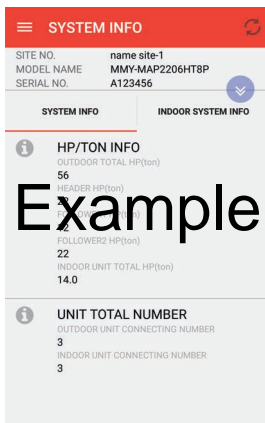 SYSTEM INFO
SITE NO. name site-1
MODEL NAME MMY-MAP2206HT8P
SERIAL NO. A123456
SYSTEM INFO INDOOR SYSTEM INFO
HP/TON INFO
OUTDOOR TOTAL HP(ton)
56
HEADER HP(ton)
Example
FOLLOWER2 HP(ton)
22
INDOOR UNIT TOTAL HP(ton)
14.0
UNIT TOTAL NUMBER
OUTDOOR UNIT CONNECTING NUMBER
3
INDOOR UNIT CONNECTING NUMBER
3